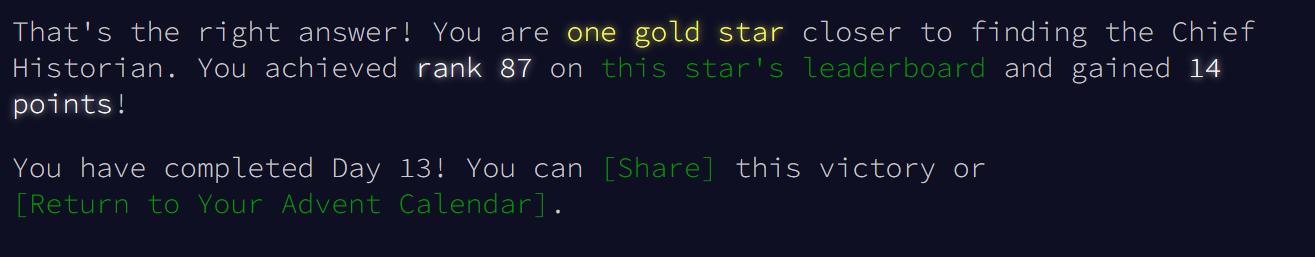 That's the right answer! You are one gold star closer to finding the Chief
Historian. You achieved rank 87 on this star's leaderboard and gained 14
points!
You have completed Day 13! You can [Share] this victory or
[Return to Your Advent Calendar].